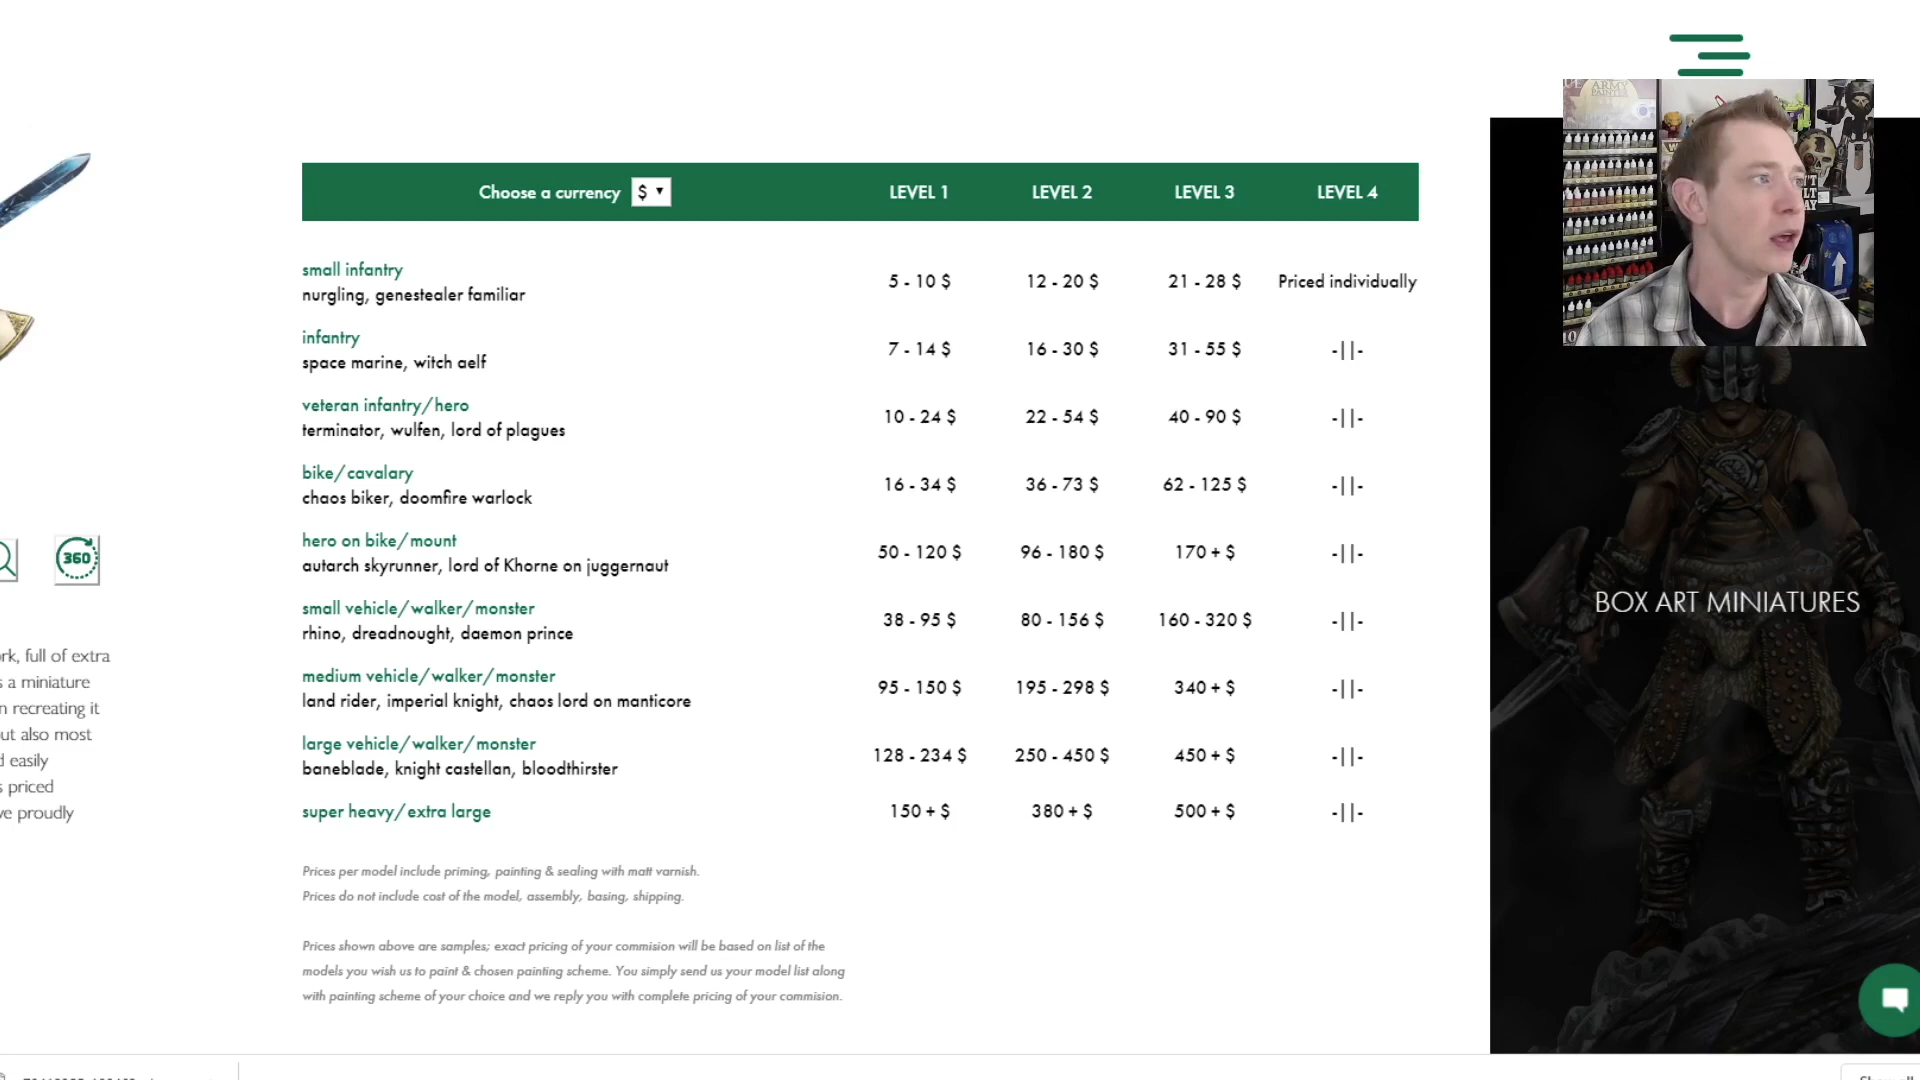 Choose a currency $ ▼ LEVEL 1 LEVEL 2 LEVEL 3 LEVEL 4
small infantry
nurgling, genestealer familiar
5 - 10 $ 12 - 20 $ 21 - 28 $ Priced individually
infantry
space marine, witch aelf
7 - 14 $ 16 - 30 $ 31 - 55 $ -||-
veteran infantry/hero
terminator, wulfen, lord of plagues
10 - 24 $ 22 - 54 $ 40 - 90 $ -||-
bike/cavalary
chaos biker, doomfire warlock
16 - 34 $ 36 - 73 $ 62 - 125 $ -||-
hero on bike/mount
autarch skyrunner, lord of Khorne on juggernaut
50 - 120 $ 96 - 180 $ 170 + $ -||-
small vehicle/walker/monster
rhino, dreadnought, daemon prince
38 - 95 $ 80 - 156 $ 160 - 320 $ -||-
medium vehicle/walker/monster
land rider, imperial knight, chaos lord on manticore
95 - 150 $ 195 - 298 $ 340 + $ -||-
large vehicle/walker/monster
baneblade, knight castellan, bloodthirster
128 - 234 $ 250 - 450 $ 450 + $ -||-
super heavy/extra large 150 + $ 380 + $ 500 + $ -||-
Prices per model include priming, painting & sealing with matt varnish.
Prices do not include cost of the model, assembly, basing, shipping.
Prices shown above are samples; exact pricing of your commision will be based on list of the
models you wish us to paint & chosen painting scheme. You simply send us your model list along
with painting scheme of your choice and we reply you with complete pricing of your commision.
360
rk, full of extra
s a miniature
n recreating it
ut also most
d easily
s priced
ve proudly
ARMY
BOX ART MINIATURES